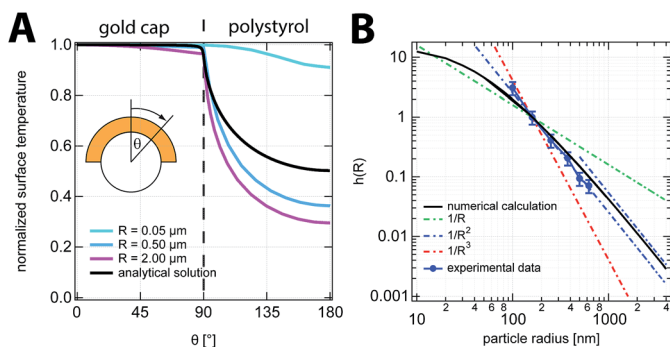 A
gold cap
polystyrol
normalized surface temperature
1.0
0.8
0.6
0.4
0.2
0.0
θ
R = 0.05 µm
R = 0.50 µm
R = 2.00 µm
analytical solution
0
45
90
135
180
θ [°]
B
h(R)
10
1
0.1
0.01
0.001
numerical calculation
1/R
1/R²
1/R³
experimental data
10
2
4
6
8
100
2
4
6
8
1000
2
4
particle radius [nm]